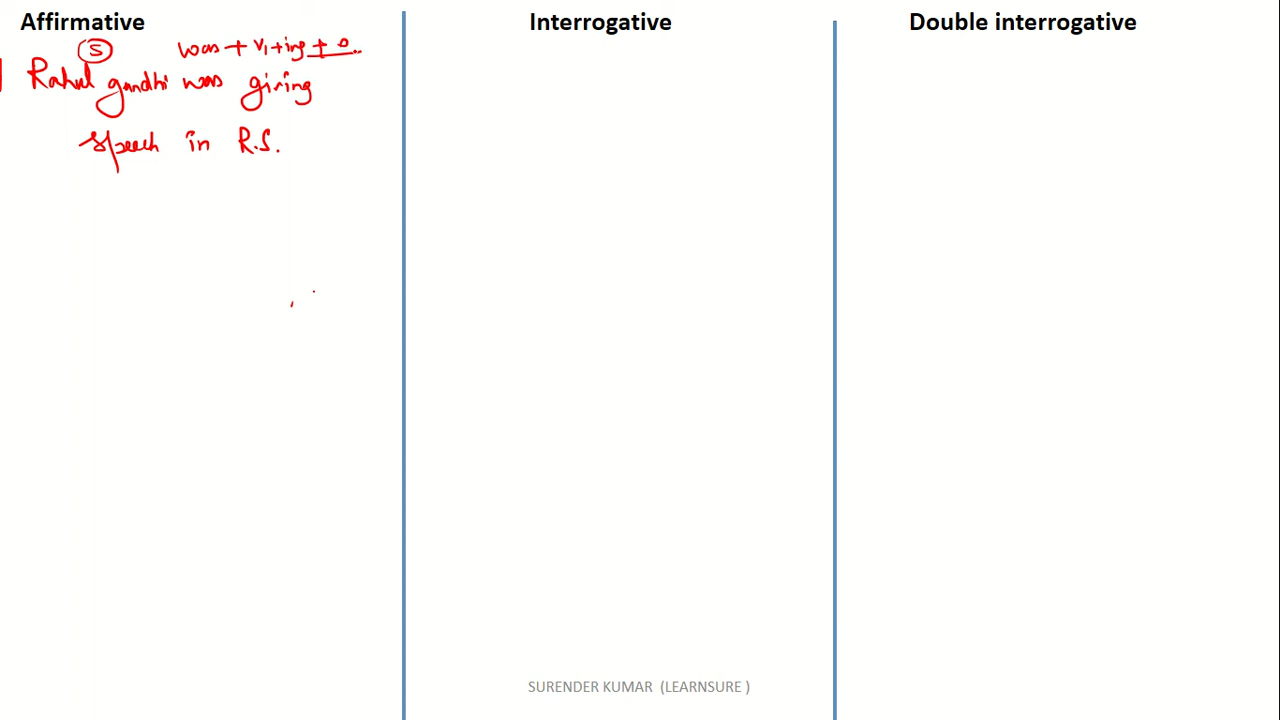 Affirmative
Interrogative
Double interrogative
S was + V1 + ing + o
Rahul gandhi was giving
speech in R.S.
SURENDER KUMAR (LEARNSURE )